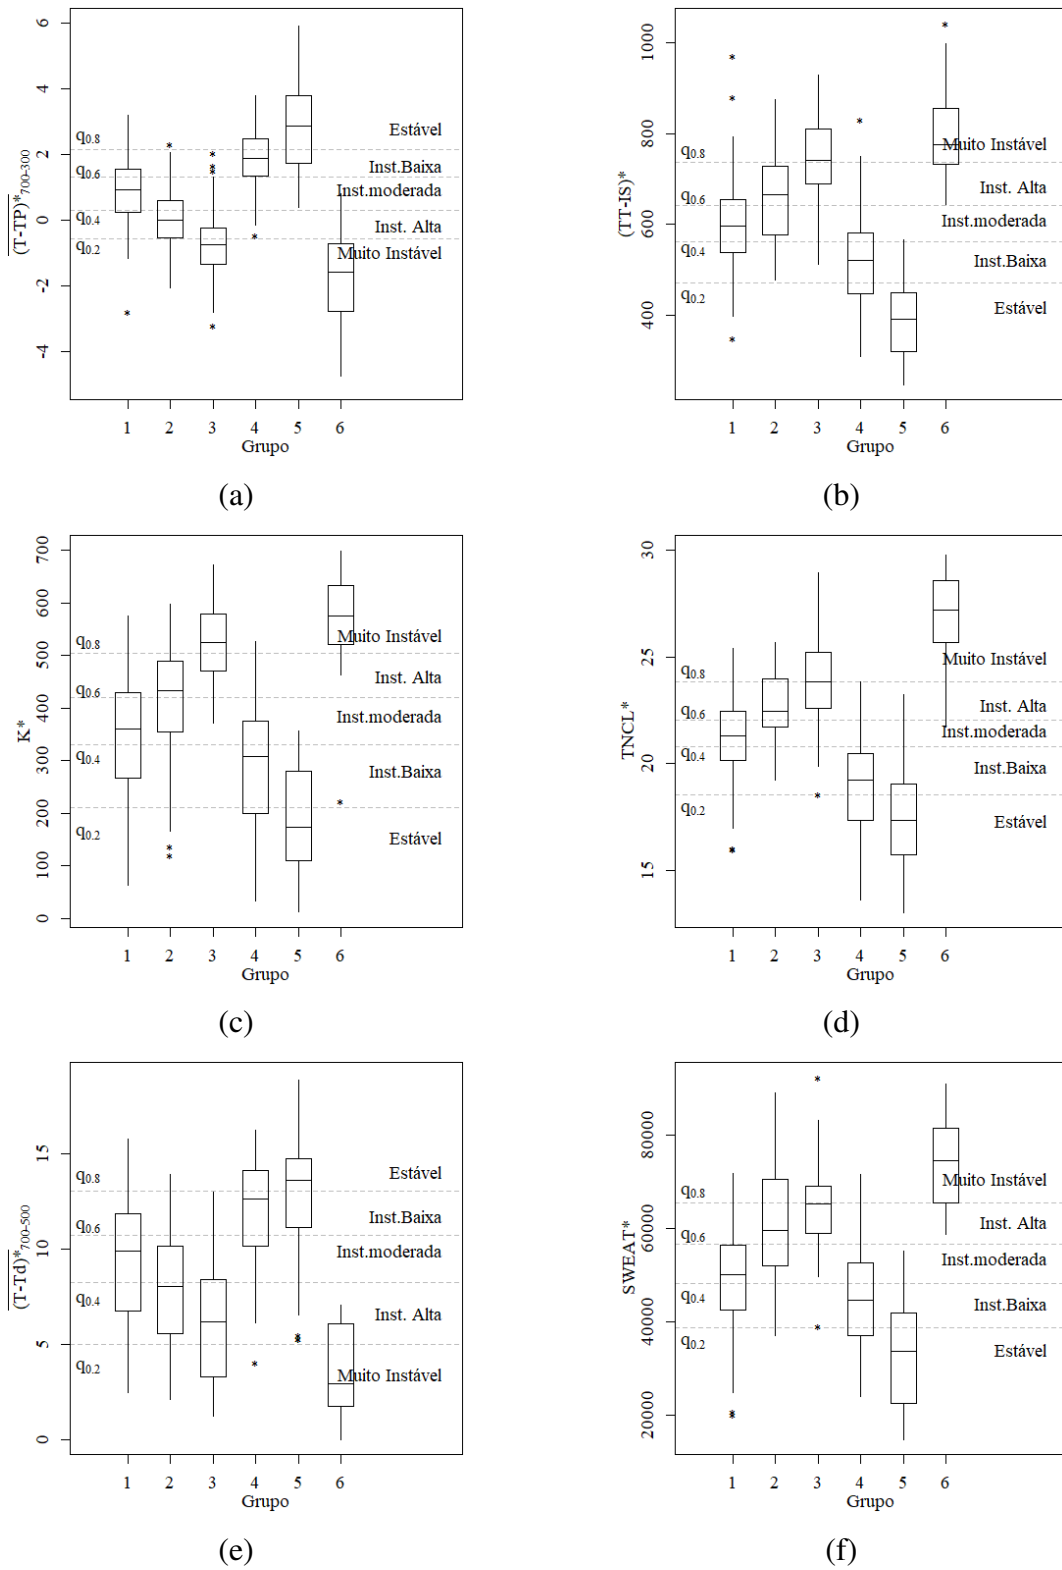 6
4
2
0
-2
-4
(T-TP)*700-300
q0.8
q0.6
q0.4
q0.2
Estável
Inst.Baixa
Inst.moderada
Inst. Alta
Muito Instável
1 2 3 4 5 6
Grupo
(a)
1000
800
600
400
(TT-IS)*
q0.8
q0.6
q0.4
q0.2
Muito Instável
Inst. Alta
Inst.moderada
Inst.Baixa
Estável
1 2 3 4 5 6
Grupo
(b)
700
600
500
400
300
200
100
0
K*
q0.8
q0.6
q0.4
q0.2
Muito Instável
Inst. Alta
Inst.moderada
Inst.Baixa
Estável
1 2 3 4 5 6
Grupo
(c)
30
25
20
15
TNCL*
q0.8
q0.6
q0.4
q0.2
Muito Instável
Inst. Alta
Inst.moderada
Inst.Baixa
Estável
1 2 3 4 5 6
Grupo
(d)
15
10
5
0
(T-Td)*700-500
q0.8
q0.6
q0.4
q0.2
Estável
Inst.Baixa
Inst.moderada
Inst. Alta
Muito Instável
1 2 3 4 5 6
Grupo
(e)
80000
60000
40000
20000
SWEAT*
q0.8
q0.6
q0.4
q0.2
Muito Instável
Inst. Alta
Inst.moderada
Inst.Baixa
Estável
1 2 3 4 5 6
Grupo
(f)